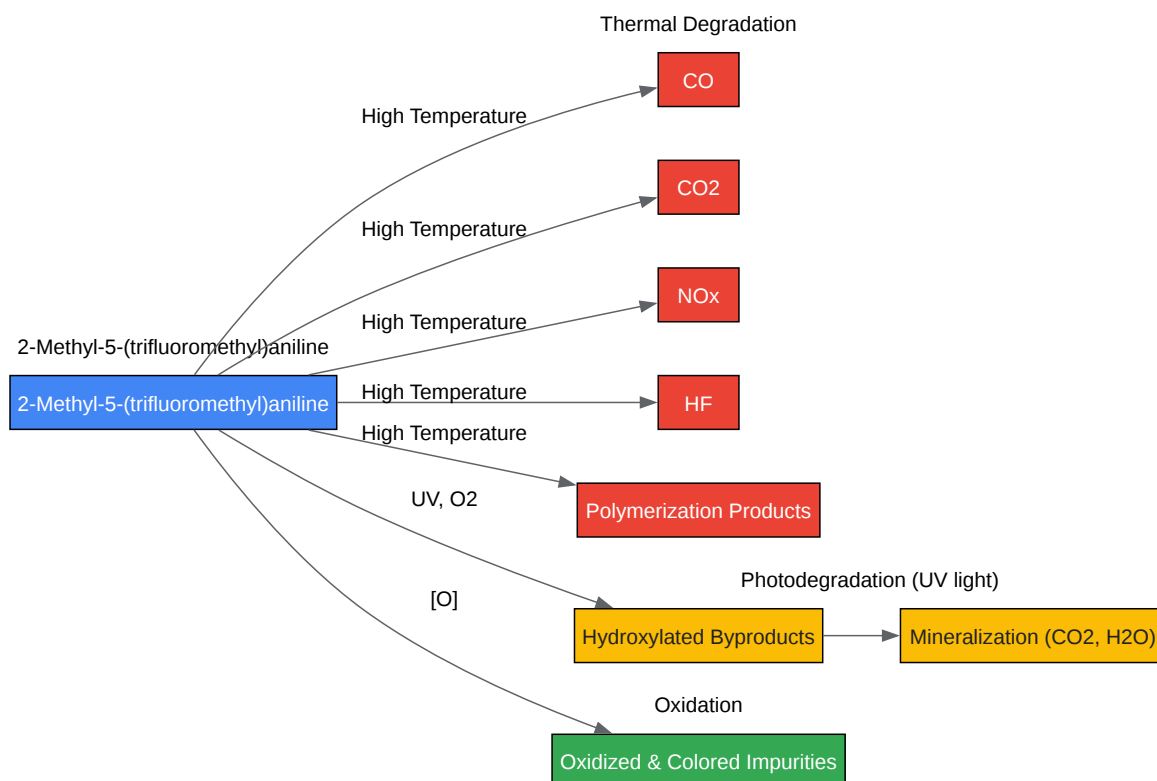 Thermal Degradation
CO
High Temperature
CO2
High Temperature
NOx
High Temperature
2-Methyl-5-(trifluoromethyl)aniline
2-Methyl-5-(trifluoromethyl)aniline
High Temperature
HF
High Temperature
Polymerization Products
UV, O2
Photodegradation (UV light)
[O]
Hydroxylated Byproducts
Mineralization (CO2, H2O)
Oxidation
Oxidized & Colored Impurities